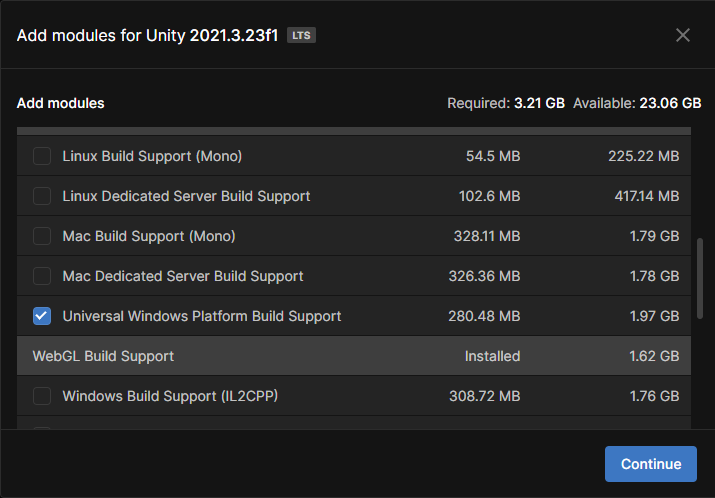 Add modules for Unity 2021.3.23f1 LTS
Add modules Required: 3.21 GB Available: 23.06 GB
Linux Build Support (Mono) 54.5 MB 225.22 MB
Linux Dedicated Server Build Support 102.6 MB 417.14 MB
Mac Build Support (Mono) 328.11 MB 1.79 GB
Mac Dedicated Server Build Support 326.36 MB 1.78 GB
Universal Windows Platform Build Support 280.48 MB 1.97 GB
WebGL Build Support Installed 1.62 GB
Windows Build Support (IL2CPP) 308.72 MB 1.76 GB
Continue